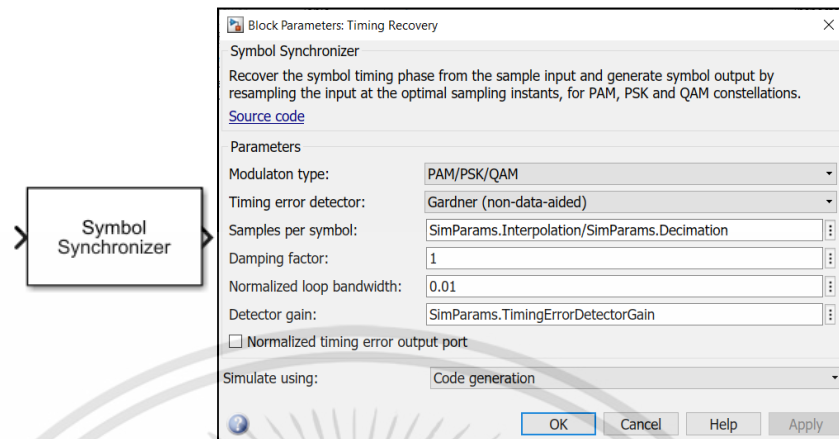 Symbol
Synchronizer
Block Parameters: Timing Recovery
Symbol Synchronizer
Recover the symbol timing phase from the sample input and generate symbol output by
resampling the input at the optimal sampling instants, for PAM, PSK and QAM constellations.
Source code
Parameters
Modulaton type: PAM/PSK/QAM
Timing error detector: Gardner (non-data-aided)
Samples per symbol: SimParams.Interpolation/SimParams.Decimation
Damping factor: 1
Normalized loop bandwidth: 0.01
Detector gain: SimParams.TimingErrorDetectorGain
Normalized timing error output port
Simulate using: Code generation
OK Cancel Help Apply